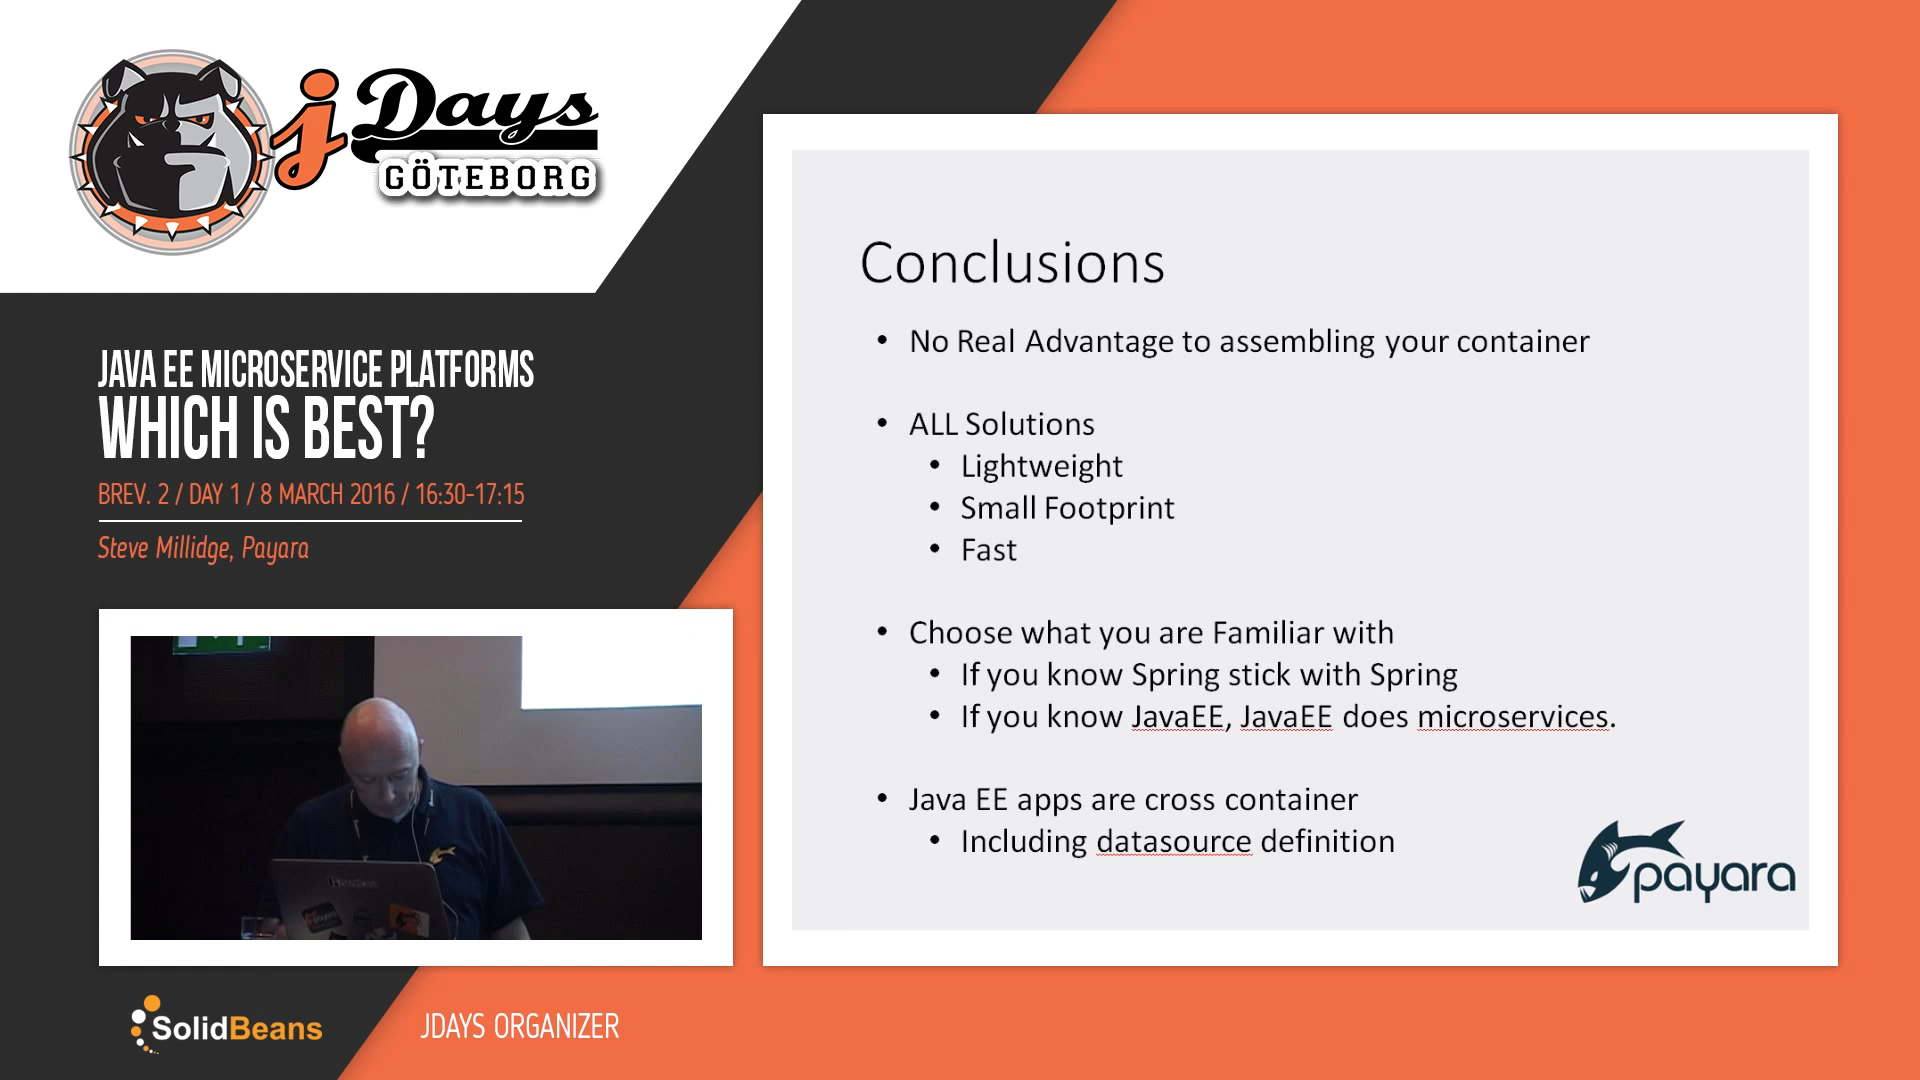 jDays
GÖTEBORG
JAVA EE MICROSERVICE PLATFORMS
WHICH IS BEST?
BREV. 2 / DAY 1 / 8 MARCH 2016 / 16:30-17:15
Steve Millidge, Payara
SolidBeans
JDAYS ORGANIZER
Conclusions
• No Real Advantage to assembling your container
• ALL Solutions
• Lightweight
• Small Footprint
• Fast
• Choose what you are Familiar with
• If you know Spring stick with Spring
• If you know JavaEE, JavaEE does microservices.
• Java EE apps are cross container
• Including datasource definition
payara